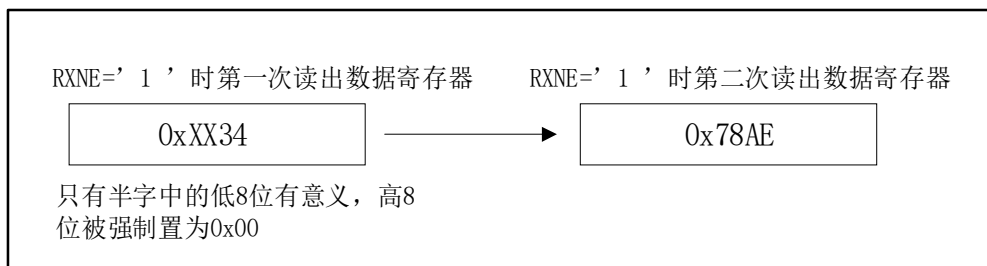 RXNE=’ 1 ’ 时第一次读出数据寄存器
RXNE=’ 1 ’ 时第二次读出数据寄存器
0xXX34
0x78AE
只有半字中的低8位有意义，高8
位被强制置为0x00